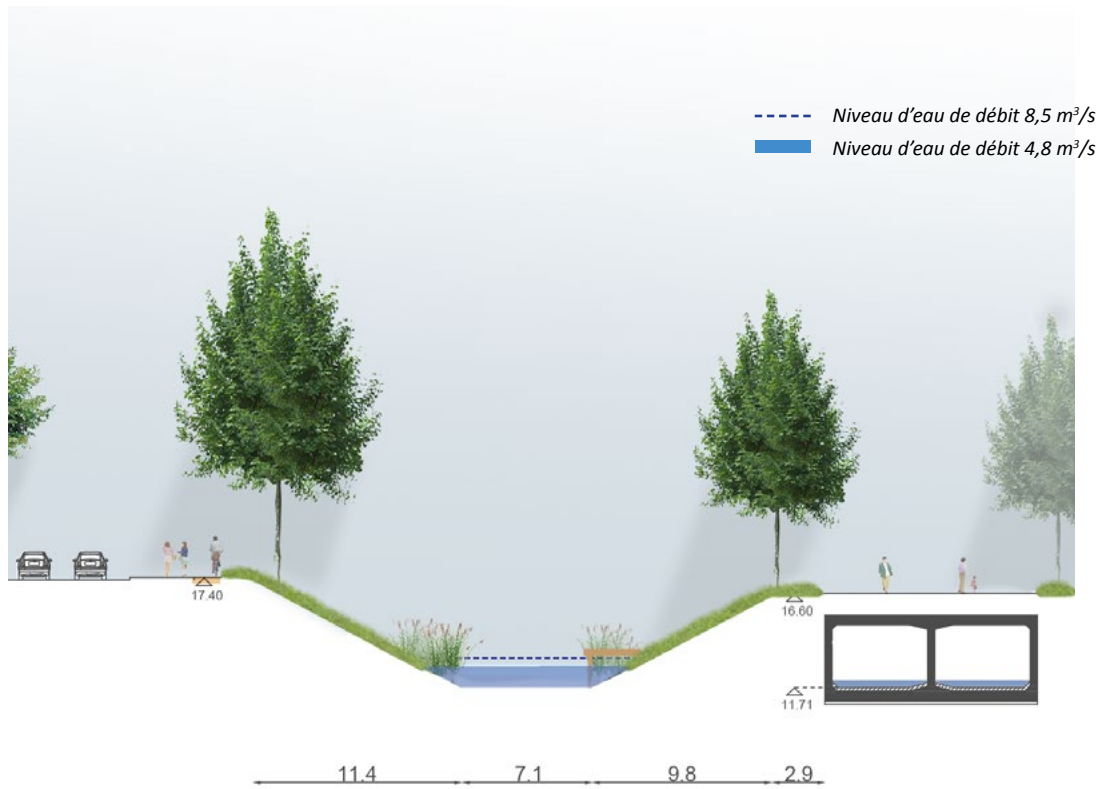 Niveau d'eau de débit 8,5 m³/s
Niveau d'eau de débit 4,8 m³/s
17.40
16.60
11.71
11.4 7.1 9.8 2.9